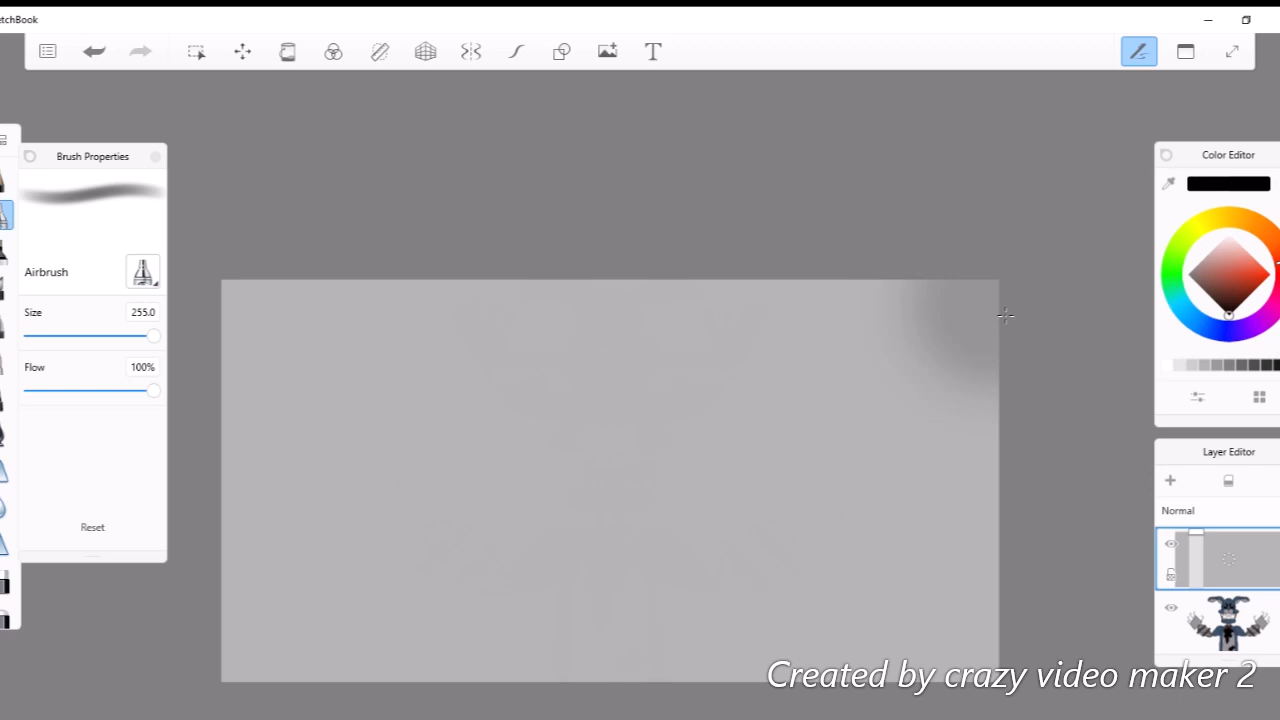 etchBook
T
Brush Properties
Color Editor
Airbrush
Size 255.0
Flow 100%
Reset
Layer Editor
Normal
Created by crazy video maker 2